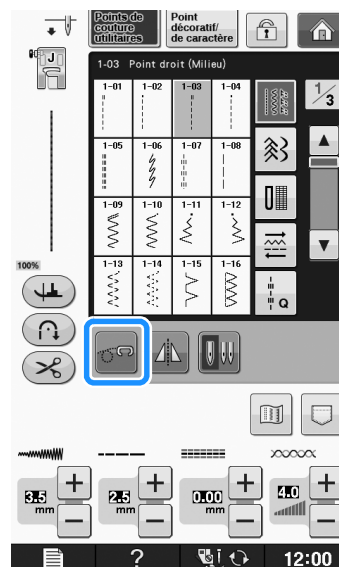 Points de
couture
utilitaires
Point
décoratif/
de caractère
J
1-03 Point droit (Milieu)
1/3
1-01 1-02 1-03 1-04
1-05 1-06 1-07 1-08
1-09 1-10 1-11 1-12
1-13 1-14 1-15 1-16
Q
100%
3.5 mm
2.5 mm
0.00 mm
4.0
?
12:00